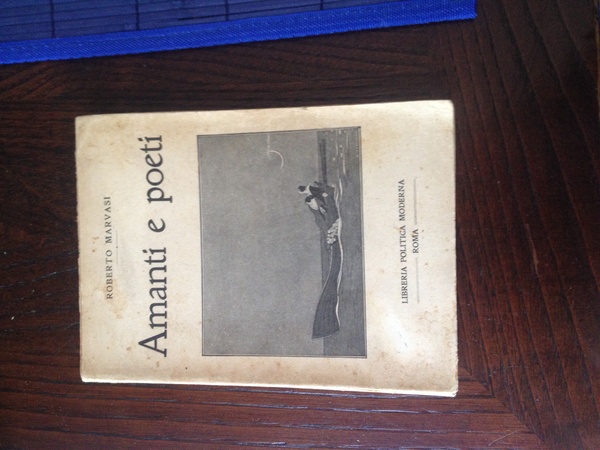 ROBERTO MARVASI
Amanti e poeti
LIBRERIA POLITICA MODERNA
ROMA